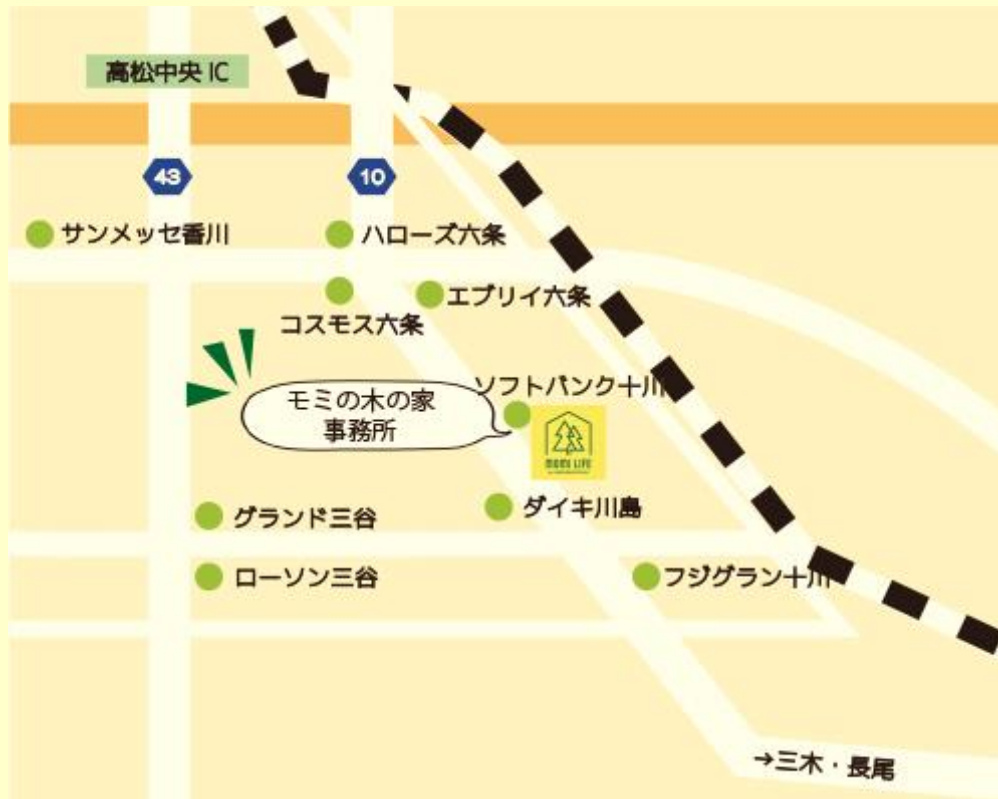 高松中央 IC
43
10
サンメッセ香川
ハローズ六条
エブリイ六条
コスモス六条
ソフトバンク十川
モミの木の家
事務所
MOMI LIFE
ダイキ川島
グランド三谷
ローソン三谷
フジグラン十川
→三木・長尾